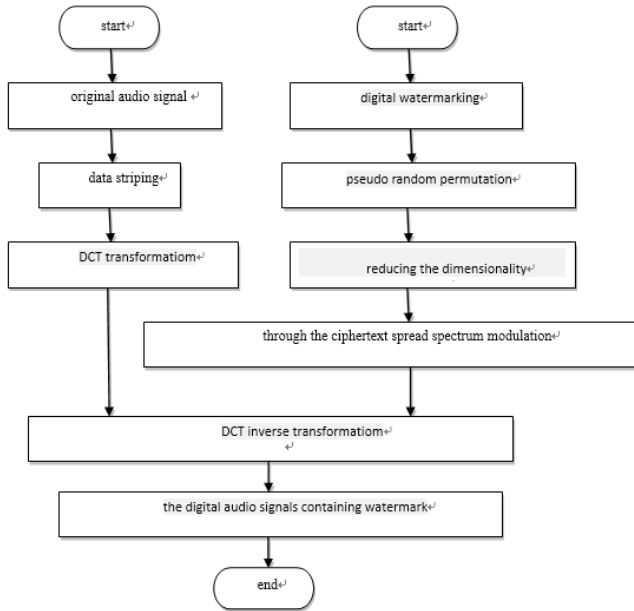 start↵
start↵
original audio signal ↵
digital watermarking↵
data striping↵
pseudo random permutation↵
DCT transformatiom↵
reducing the dimensionality↵
through the ciphertext spread spectrum modulation↵
DCT inverse transformatiom↵
↵
the digital audio signals containing watermark↵
end↵